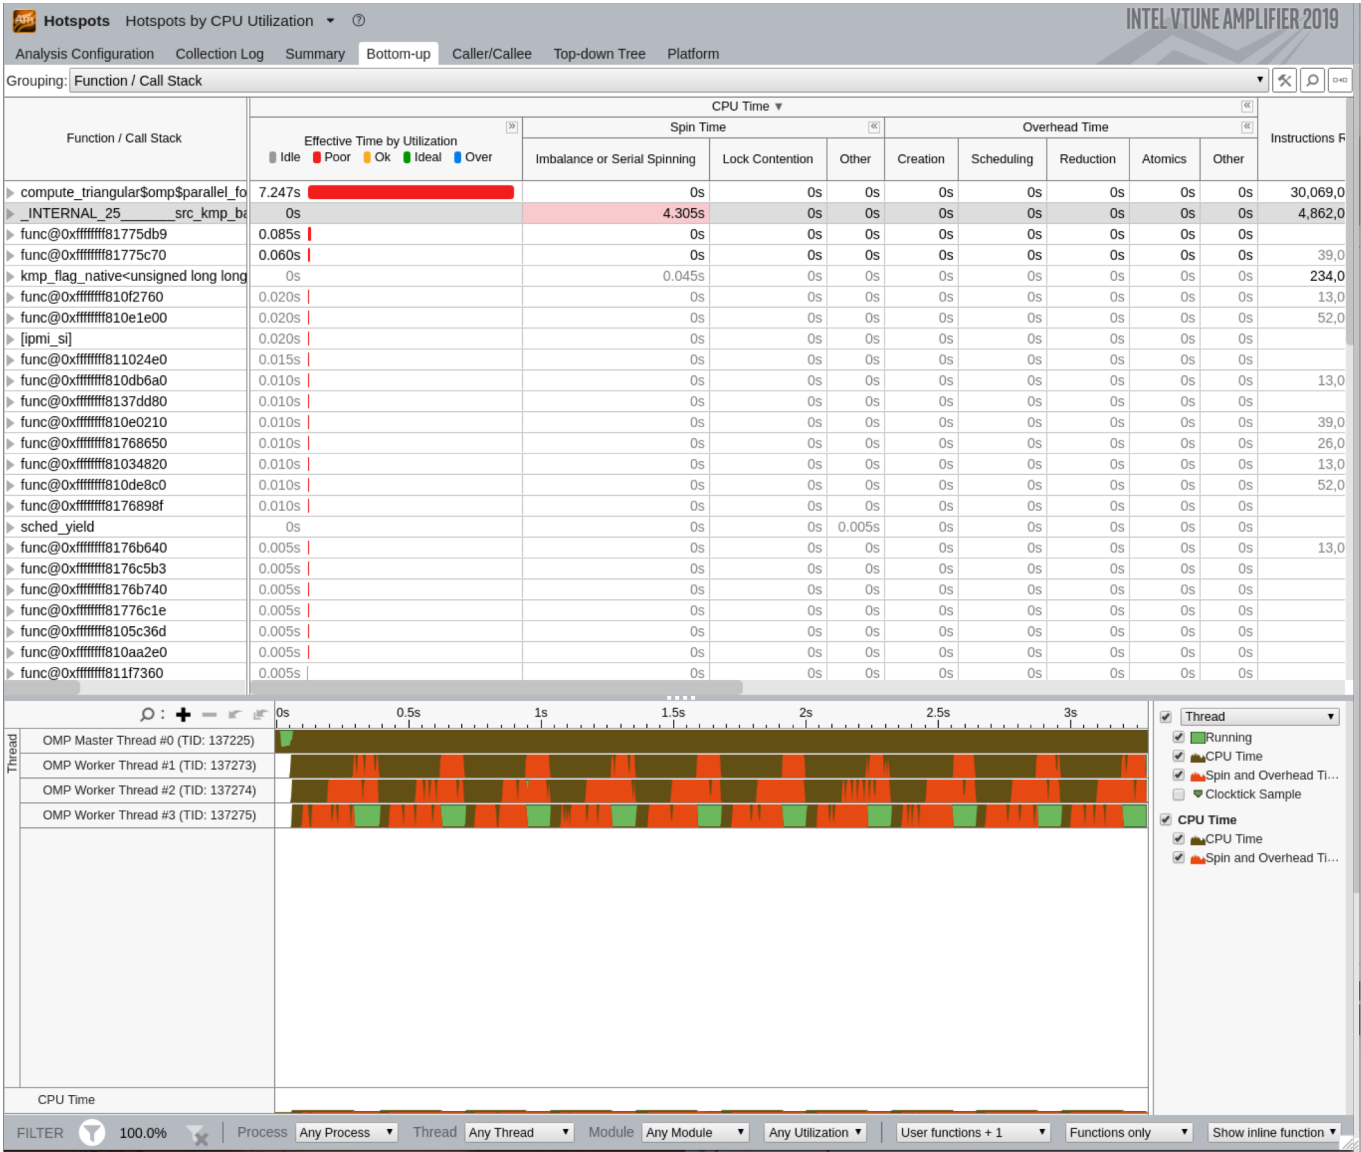 Hotspots Hotspots by CPU Utilization
INTEL VTUNE AMPLIFIER 2019
Analysis Configuration Collection Log Summary Bottom-up Caller/Callee Top-down Tree Platform
Grouping: Function / Call Stack
CPU Time
Function / Call Stack Effective Time by Utilization Spin Time Overhead Time Instructions R
Idle Poor Ok Ideal Over Imbalance or Serial Spinning Lock Contention Other Creation Scheduling Reduction Atomics Other
compute_triangular$omp$parallel_fo 7.247s 0s 0s 0s 0s 0s 0s 0s 0s 30,069,0
_INTERNAL_25_______src_kmp_ba 0s 4.305s 0s 0s 0s 0s 0s 0s 0s 4,862,0
func@0xffffffff81775db9 0.085s 0s 0s 0s 0s 0s 0s 0s 0s
func@0xffffffff81775c70 0.060s 0s 0s 0s 0s 0s 0s 0s 0s 39,0
kmp_flag_native<unsigned long long 0s 0.045s 0s 0s 0s 0s 0s 0s 0s 234,0
func@0xffffffff810f2760 0.020s 0s 0s 0s 0s 0s 0s 0s 0s 13,0
func@0xffffffff810e1e00 0.020s 0s 0s 0s 0s 0s 0s 0s 0s 52,0
[ipmi_si] 0.020s 0s 0s 0s 0s 0s 0s 0s 0s
func@0xffffffff811024e0 0.015s 0s 0s 0s 0s 0s 0s 0s 0s
func@0xffffffff810db6a0 0.010s 0s 0s 0s 0s 0s 0s 0s 0s 13,0
func@0xffffffff8137dd80 0.010s 0s 0s 0s 0s 0s 0s 0s 0s
func@0xffffffff810e0210 0.010s 0s 0s 0s 0s 0s 0s 0s 0s 39,0
func@0xffffffff81768650 0.010s 0s 0s 0s 0s 0s 0s 0s 0s 26,0
func@0xffffffff81034820 0.010s 0s 0s 0s 0s 0s 0s 0s 0s 13,0
func@0xffffffff810de8c0 0.010s 0s 0s 0s 0s 0s 0s 0s 0s 52,0
func@0xffffffff8176898f 0.010s 0s 0s 0s 0s 0s 0s 0s 0s
sched_yield 0s 0s 0s 0.005s 0s 0s 0s 0s 0s
func@0xffffffff8176b640 0.005s 0s 0s 0s 0s 0s 0s 0s 0s 13,0
func@0xffffffff8176c5b3 0.005s 0s 0s 0s 0s 0s 0s 0s 0s
func@0xffffffff8176b740 0.005s 0s 0s 0s 0s 0s 0s 0s 0s
func@0xffffffff81776c1e 0.005s 0s 0s 0s 0s 0s 0s 0s 0s
func@0xffffffff8105c36d 0.005s 0s 0s 0s 0s 0s 0s 0s 0s
func@0xffffffff810aa2e0 0.005s 0s 0s 0s 0s 0s 0s 0s 0s
func@0xffffffff811f7360 0.005s 0s 0s 0s 0s 0s 0s 0s 0s
0s 0.5s 1s 1.5s 2s 2.5s 3s
Thread
OMP Master Thread #0 (TID: 137225)
OMP Worker Thread #1 (TID: 137273)
OMP Worker Thread #2 (TID: 137274)
OMP Worker Thread #3 (TID: 137275)
CPU Time
Thread
Running
CPU Time
Spin and Overhead Ti...
Clocktick Sample
CPU Time
CPU Time
Spin and Overhead Ti...
FILTER 100.0% Process Any Process Thread Any Thread Module Any Module Any Utilization User functions + 1 Functions only Show inline function